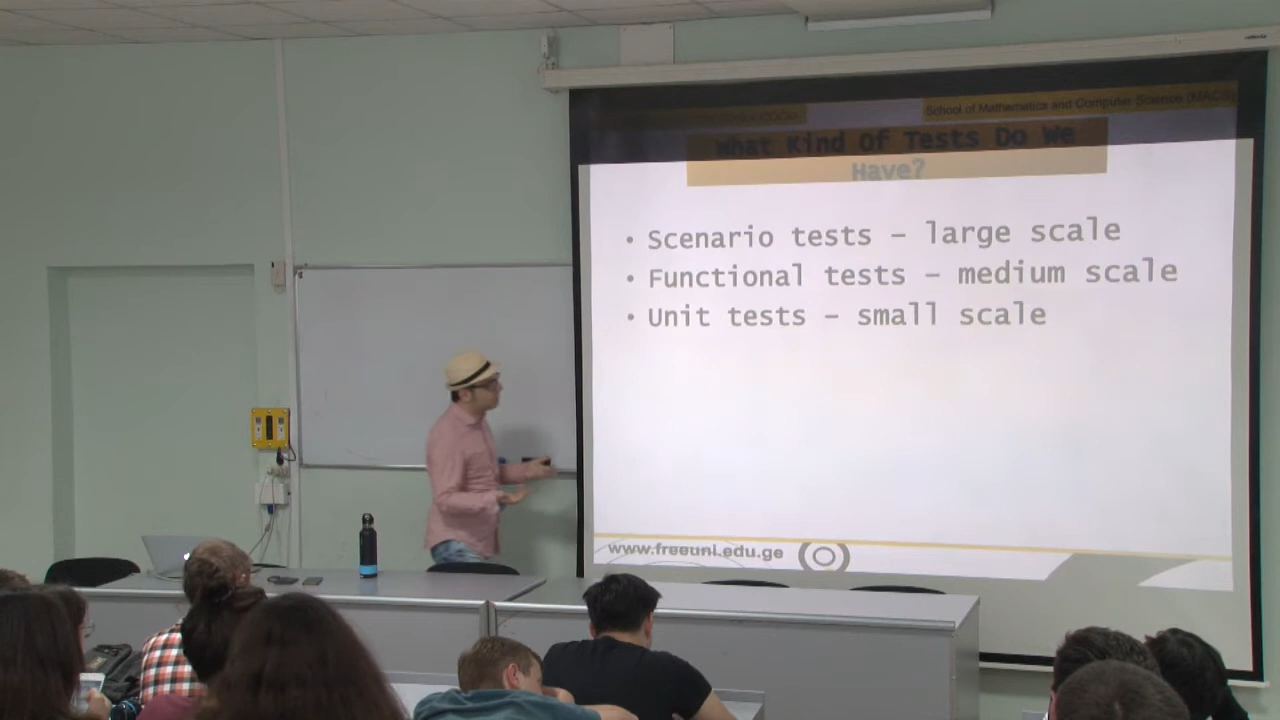 School of Mathematics and Computer Science (MACS)
What Kind Of Tests Do We
Have?
• Scenario tests – large scale
• Functional tests – medium scale
• Unit tests – small scale
www.freeuni.edu.ge